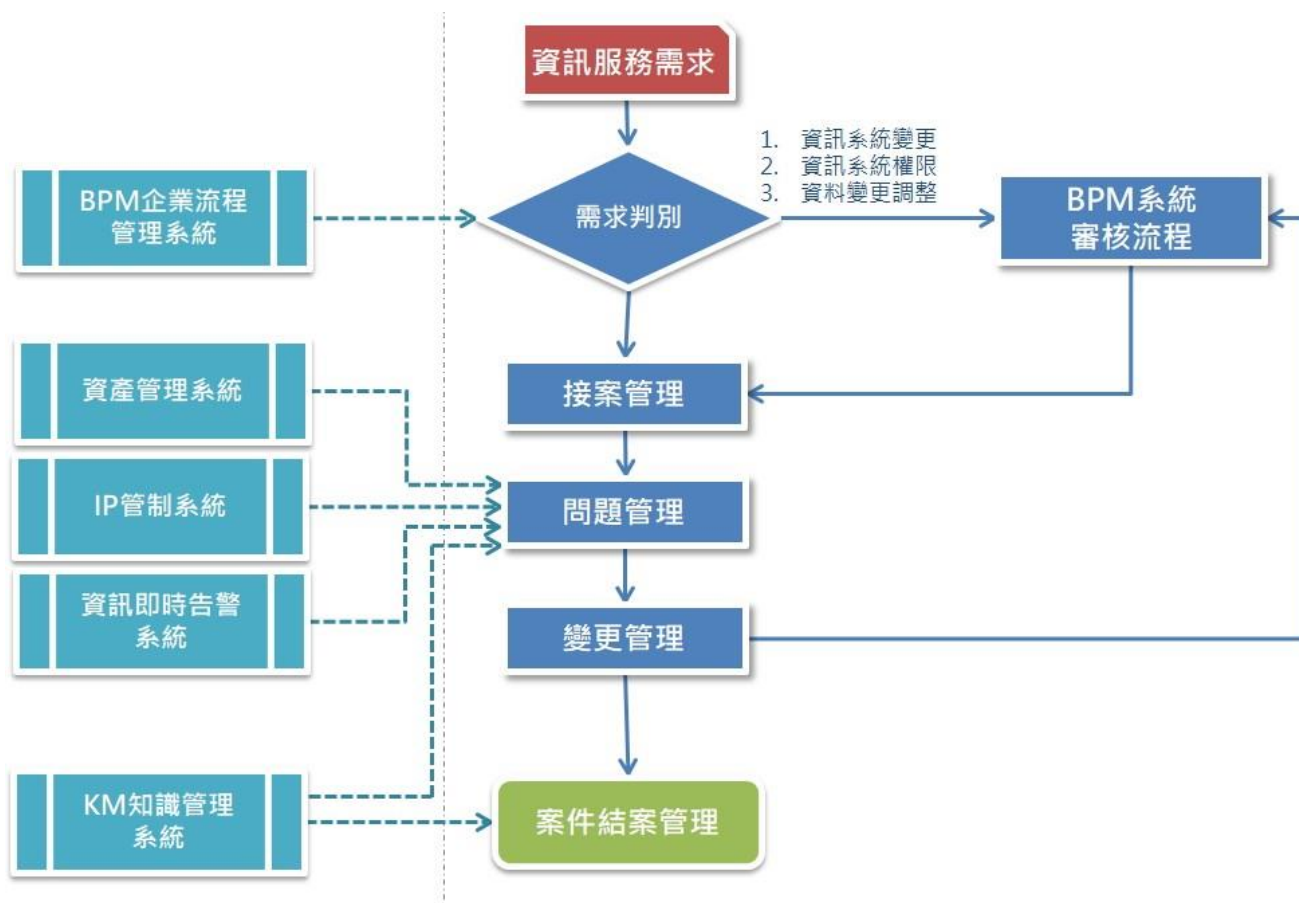 資訊服務需求
1. 資訊系統變更
2. 資訊系統權限
3. 資料變更調整
BPM企業流程
管理系統
需求判別
BPM系統
審核流程
資產管理系統
接案管理
IP管制系統
問題管理
資訊即時告警
系統
變更管理
KM知識管理
系統
案件結案管理